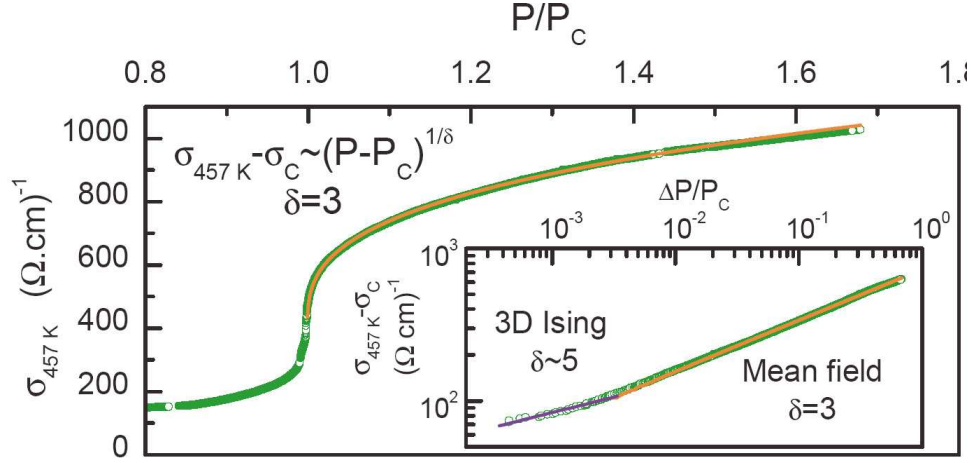 P/P_C
0.8 1.0 1.2 1.4 1.6 1.8
1000
800
600
400
200
0
σ_457 K (Ω.cm)^-1
σ_457 K-σ_C~(P-P_C)^1/δ
δ=3
ΔP/P_C
10^-3 10^-2 10^-1 10^0
10^3
10^2
σ_457 K-σ_C
(Ω cm)^-1
3D Ising
δ~5
Mean field
δ=3